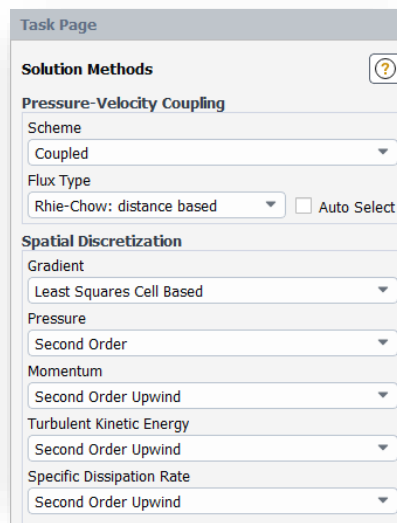 Task Page
Solution Methods
?
Pressure-Velocity Coupling
Scheme
Coupled
Flux Type
Rhie-Chow: distance based Auto Select
Spatial Discretization
Gradient
Least Squares Cell Based
Pressure
Second Order
Momentum
Second Order Upwind
Turbulent Kinetic Energy
Second Order Upwind
Specific Dissipation Rate
Second Order Upwind